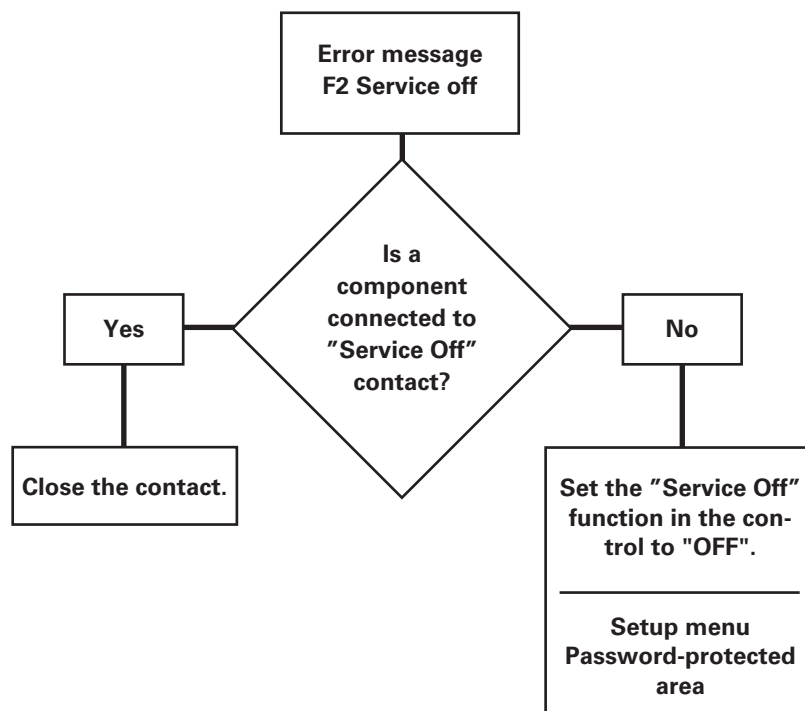 Error message
F2 Service off
Is a
component
connected to
″Service Off″
contact?
Yes
No
Close the contact.
Set the ″Service Off″
function in the con-
trol to "OFF".
Setup menu
Password-protected
area